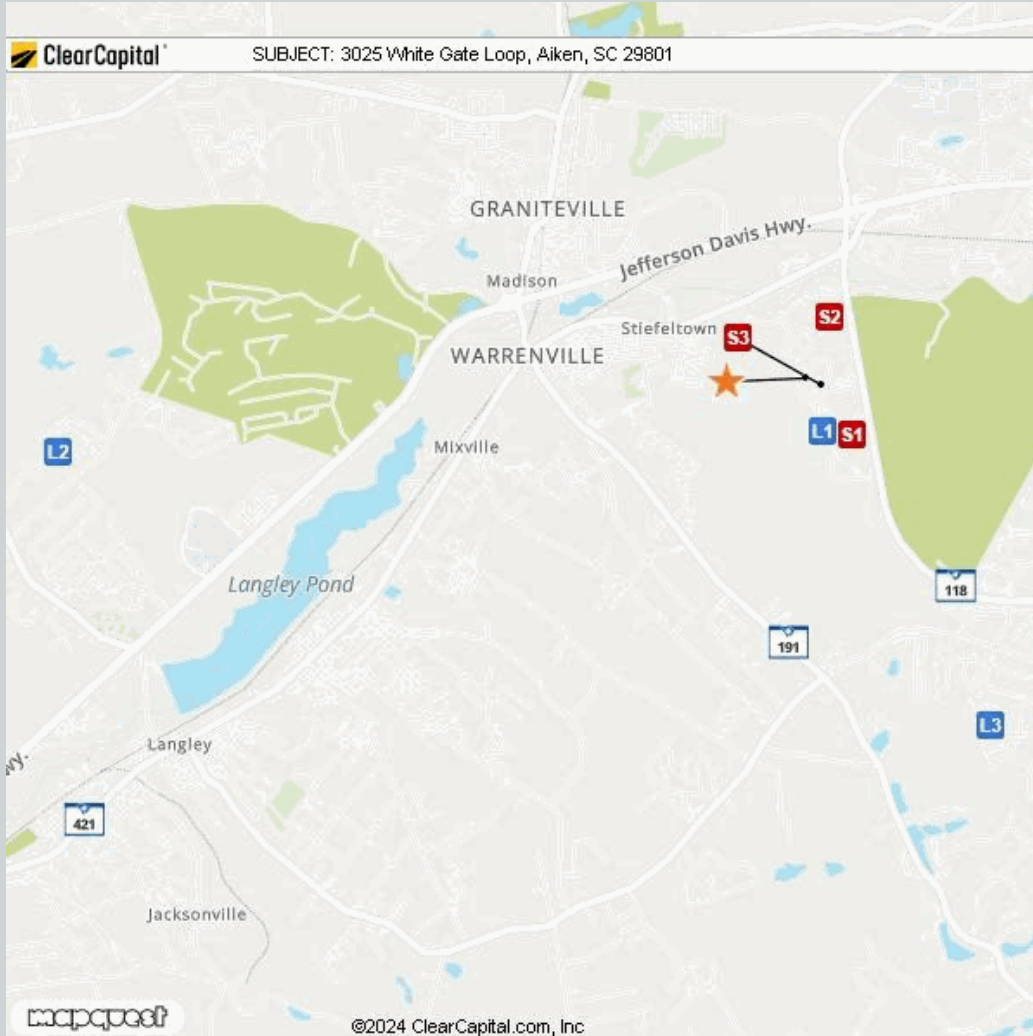 ClearCapital
SUBJECT: 3025 White Gate Loop, Aiken, SC 29801
GRANITEVILLE
Jefferson Davis Hwy.
Madison
S2
Stiefeltown
S3
WARRENVILLE
L1
S1
Mixville
L2
Langley Pond
118
191
L3
Langley
wy.
421
Jacksonville
mapquest
©2024 ClearCapital.com, Inc